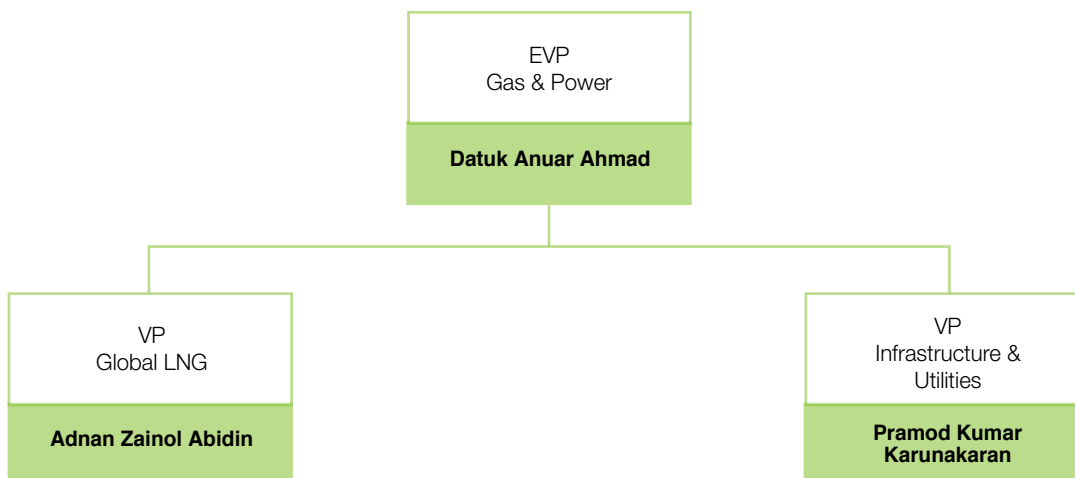 EVP
Gas & Power
Datuk Anuar Ahmad
VP
Global LNG
Adnan Zainol Abidin
VP
Infrastructure &
Utilities
Pramod Kumar
Karunakaran